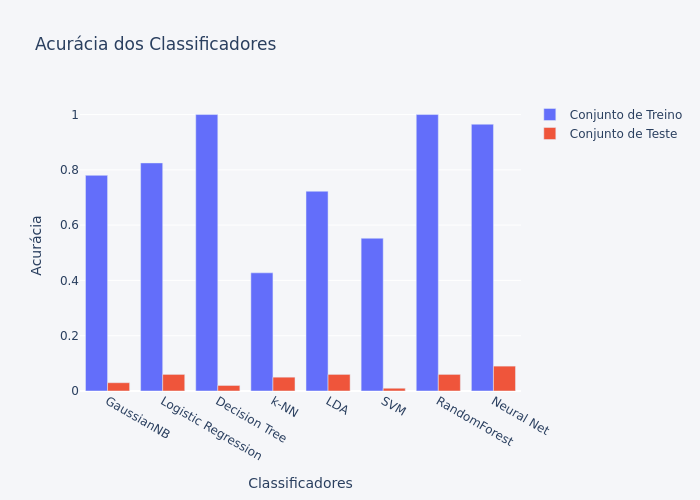 Acurácia dos Classificadores
Conjunto de Treino
Conjunto de Teste
Acurácia
1
0.8
0.6
0.4
0.2
0
GaussianNB
Logistic Regression
Decision Tree
k-NN
LDA
SVM
RandomForest
Neural Net
Classificadores